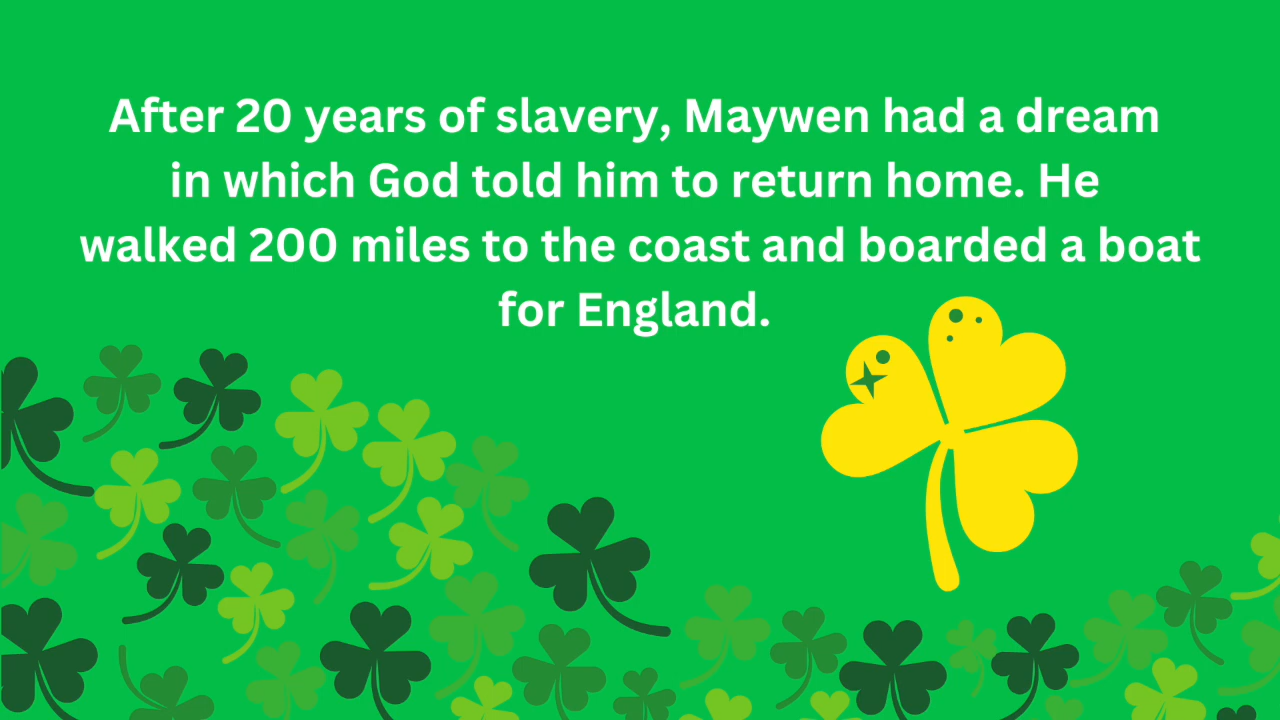 After 20 years of slavery, Maywen had a dream
in which God told him to return home. He
walked 200 miles to the coast and boarded a boat
for England.